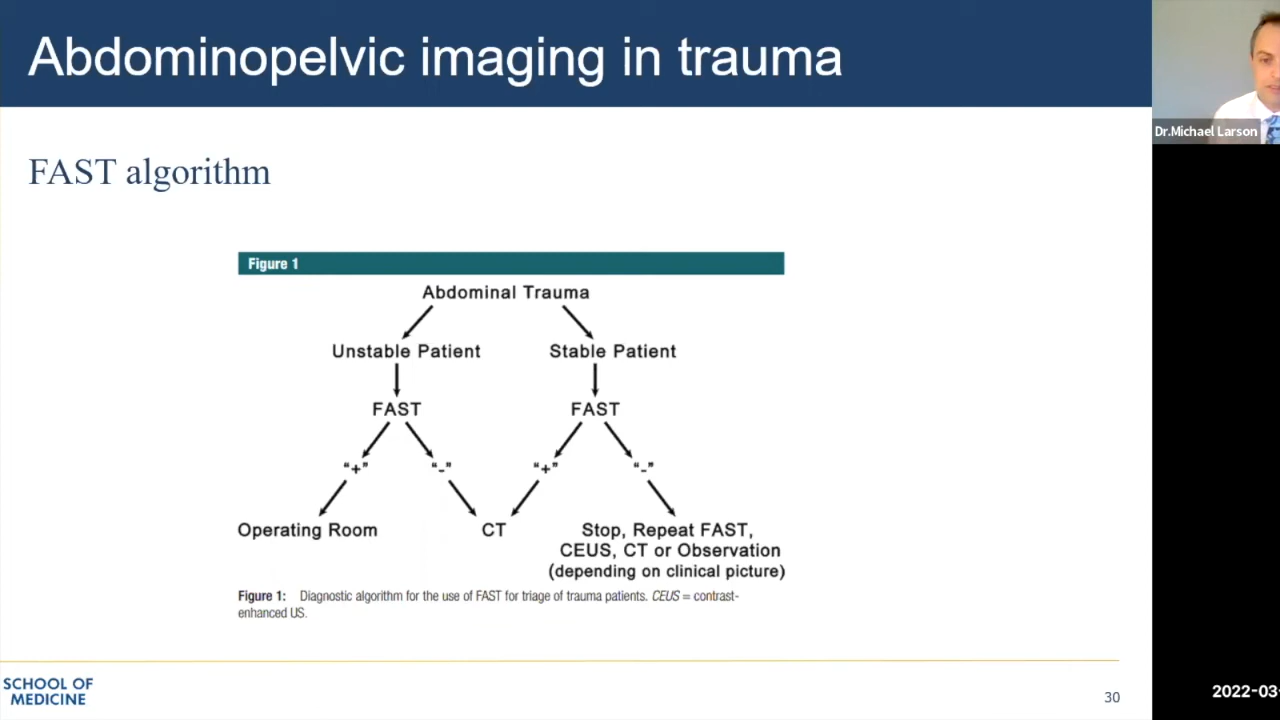 Abdominopelvic imaging in trauma
Dr.Michael Larson
FAST algorithm
Figure 1
Abdominal Trauma
Unstable Patient Stable Patient
FAST FAST
“+” “-” “+” “-”
Operating Room CT Stop, Repeat FAST,
CEUS, CT or Observation
(depending on clinical picture)
Figure 1: Diagnostic algorithm for the use of FAST for triage of trauma patients. CEUS = contrast-
enhanced US.
SCHOOL OF
MEDICINE
30
2022-03-